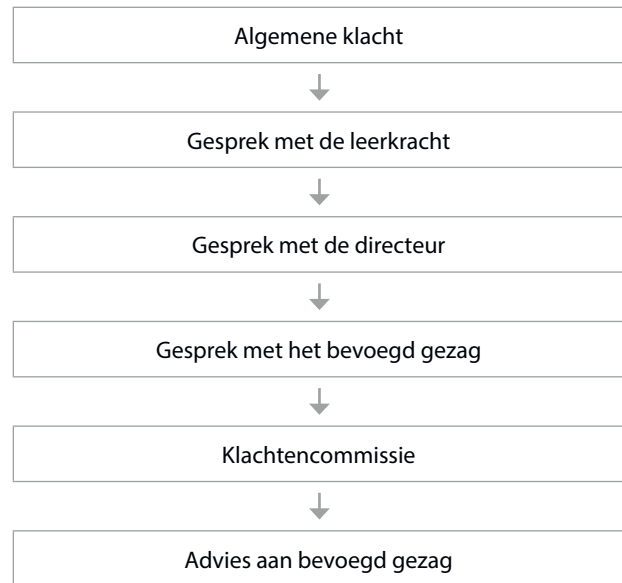 Algemene klacht
Gesprek met de leerkracht
Gesprek met de directeur
Gesprek met het bevoegd gezag
Klachtencommissie
Advies aan bevoegd gezag